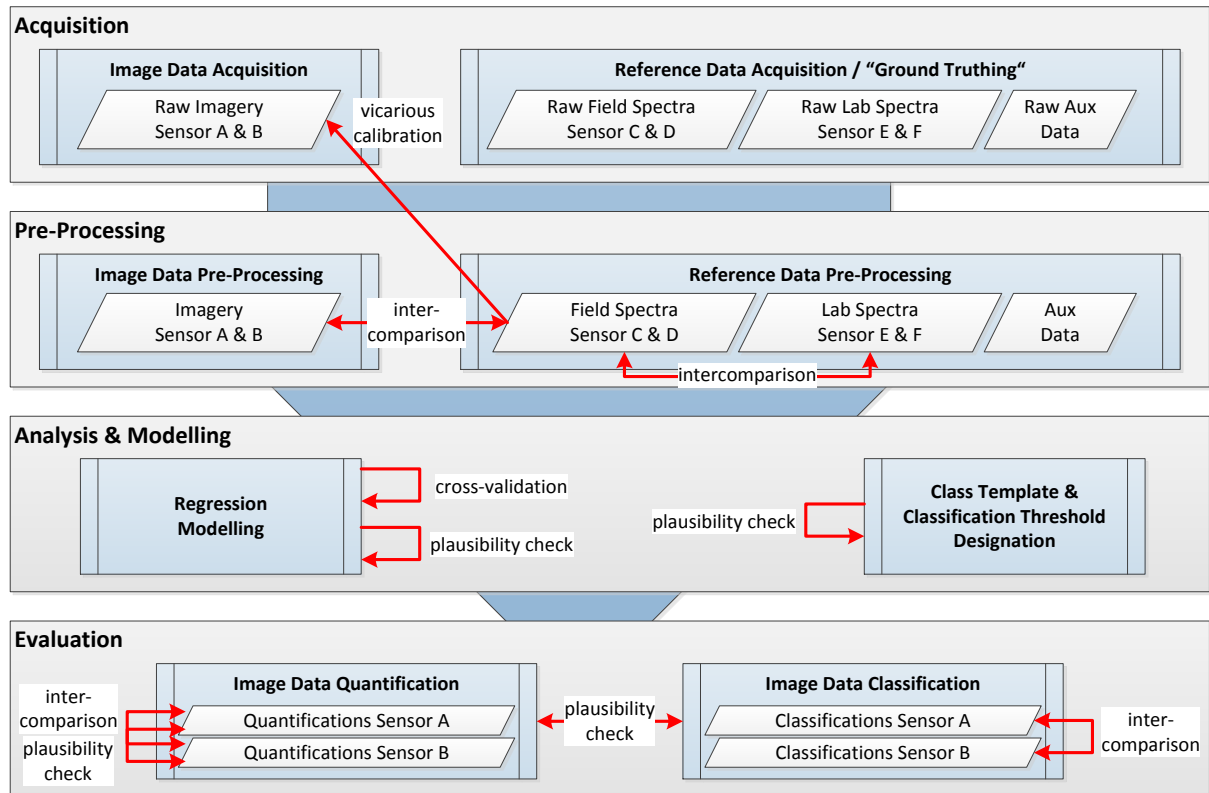 Acquisition
Image Data Acquisition
Raw Imagery
Sensor A & B
vicarious
calibration
Reference Data Acquisition / “Ground Truthing“
Raw Field Spectra
Sensor C & D
Raw Lab Spectra
Sensor E & F
Raw Aux
Data
Pre-Processing
Image Data Pre-Processing
Imagery
Sensor A & B
inter-
comparison
Reference Data Pre-Processing
Field Spectra
Sensor C & D
Lab Spectra
Sensor E & F
Aux
Data
intercomparison
Analysis & Modelling
Regression
Modelling
cross-validation
plausibility check
plausibility check
Class Template &
Classification Threshold
Designation
Evaluation
inter-
comparison
plausibility
check
Image Data Quantification
Quantifications Sensor A
Quantifications Sensor B
plausibility
check
Image Data Classification
Classifications Sensor A
Classifications Sensor B
inter-
comparison